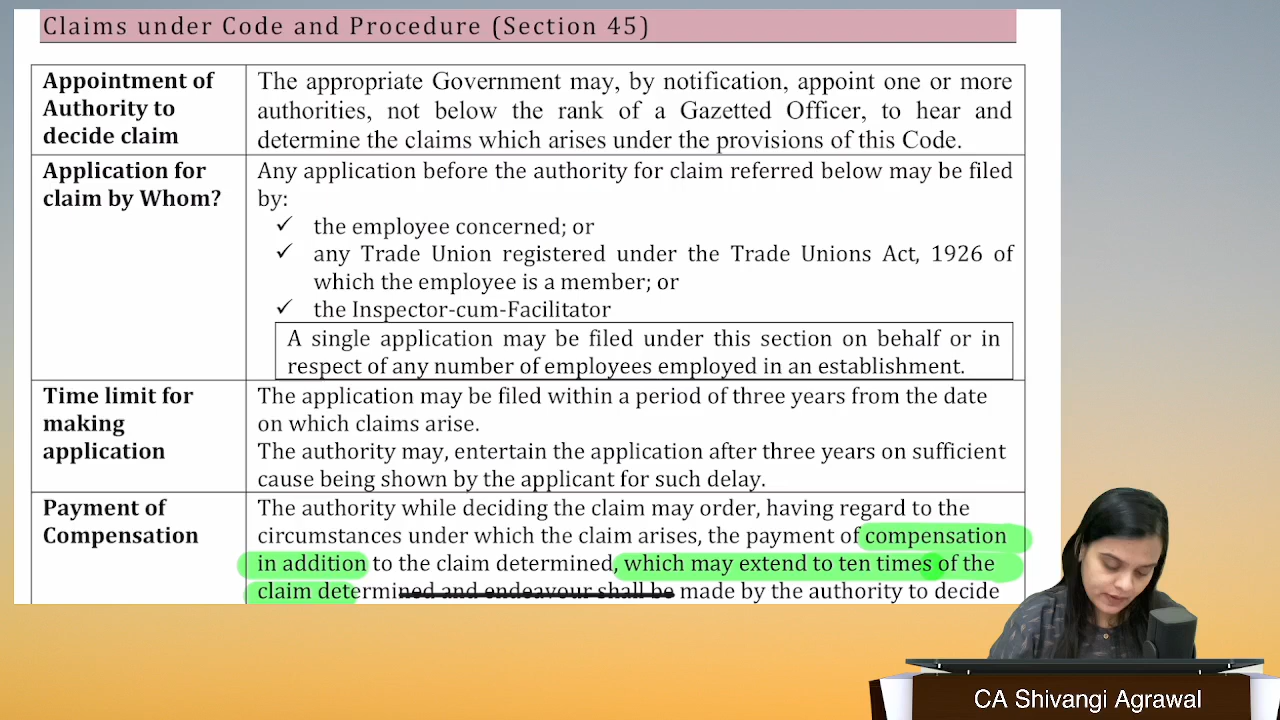 Claims under Code and Procedure (Section 45)
Appointment of
Authority to
decide claim
The appropriate Government may, by notification, appoint one or more
authorities, not below the rank of a Gazetted Officer, to hear and
determine the claims which arises under the provisions of this Code.
Application for
claim by Whom?
Any application before the authority for claim referred below may be filed
by:
✓ the employee concerned; or
✓ any Trade Union registered under the Trade Unions Act, 1926 of
which the employee is a member; or
✓ the Inspector-cum-Facilitator
A single application may be filed under this section on behalf or in
respect of any number of employees employed in an establishment.
Time limit for
making
application
The application may be filed within a period of three years from the date
on which claims arise.
The authority may, entertain the application after three years on sufficient
cause being shown by the applicant for such delay.
Payment of
Compensation
The authority while deciding the claim may order, having regard to the
circumstances under which the claim arises, the payment of compensation
in addition to the claim determined, which may extend to ten times of the
claim determined and endeavour shall be made by the authority to decide
CA Shivangi Agrawal